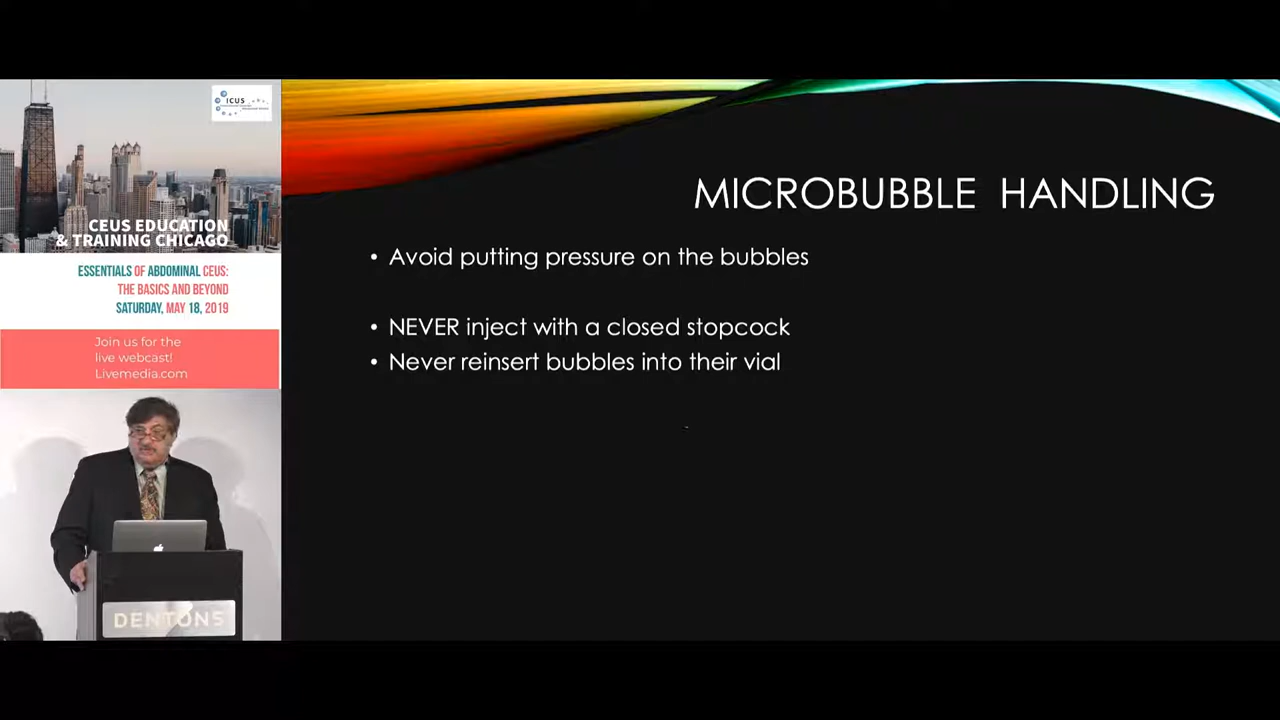 ICUS
CEUS EDUCATION
& TRAINING CHICAGO
ESSENTIALS OF ABDOMINAL CEUS:
THE BASICS AND BEYOND
SATURDAY, MAY 18, 2019
Join us for the
live webcast!
Livemedia.com
DENTONS
MICROBUBBLE HANDLING
• Avoid putting pressure on the bubbles
• NEVER inject with a closed stopcock
• Never reinsert bubbles into their vial